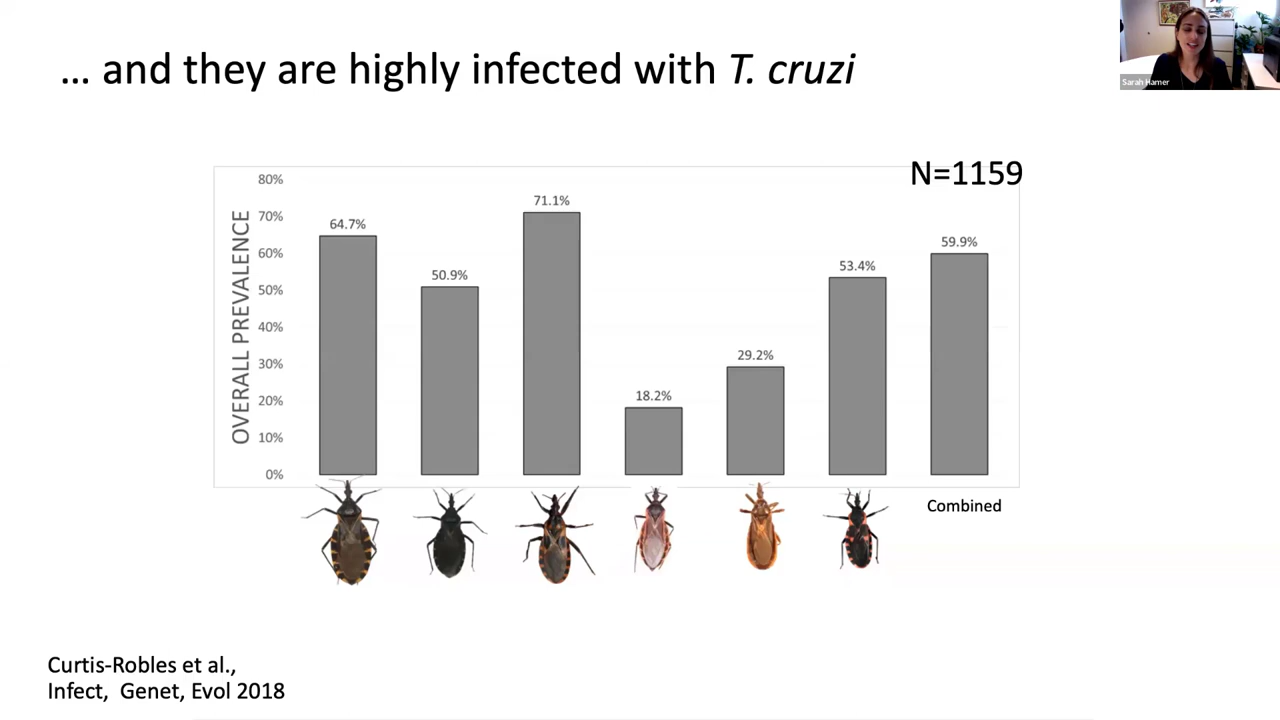 … and they are highly infected with T. cruzi
Sarah Hamer
N=1159
OVERALL PREVALENCE
80%
70%
60%
50%
40%
30%
20%
10%
0%
64.7%
50.9%
71.1%
18.2%
29.2%
53.4%
59.9%
Combined
Curtis-Robles et al.,
Infect, Genet, Evol 2018